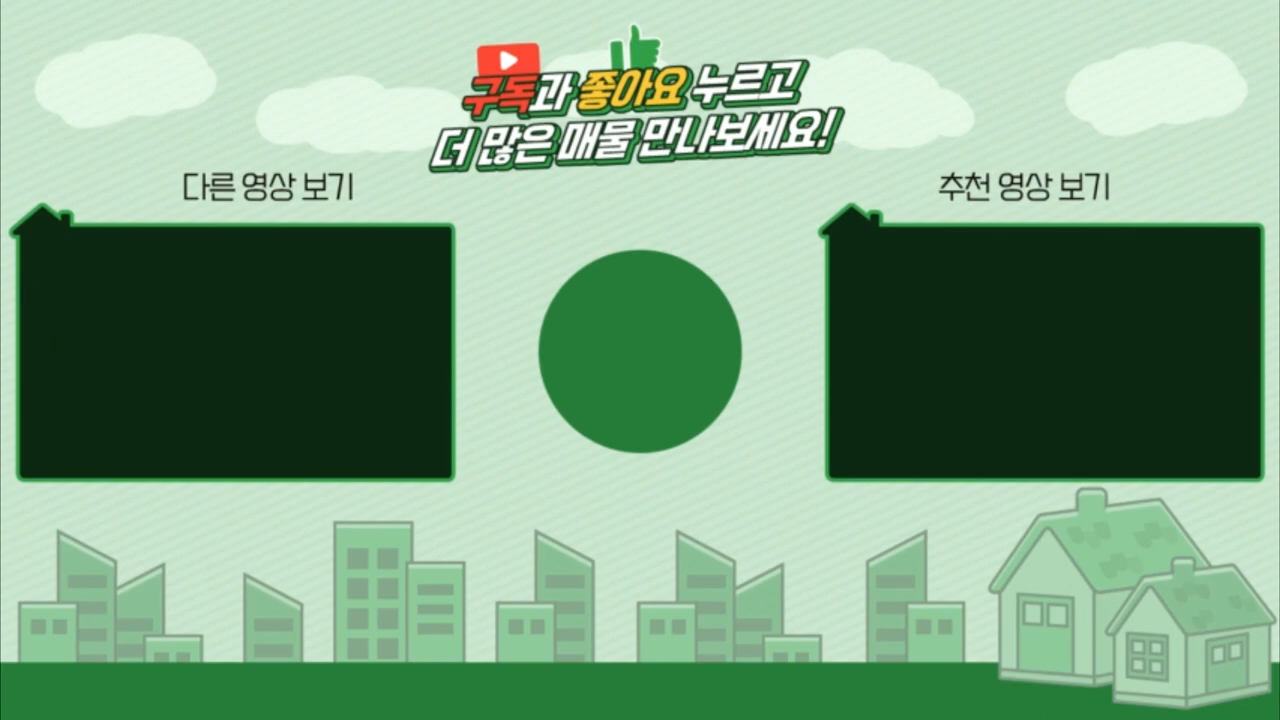 구독과 좋아요 누르고
더 많은 매물 만나보세요!
다른 영상 보기
추천 영상 보기